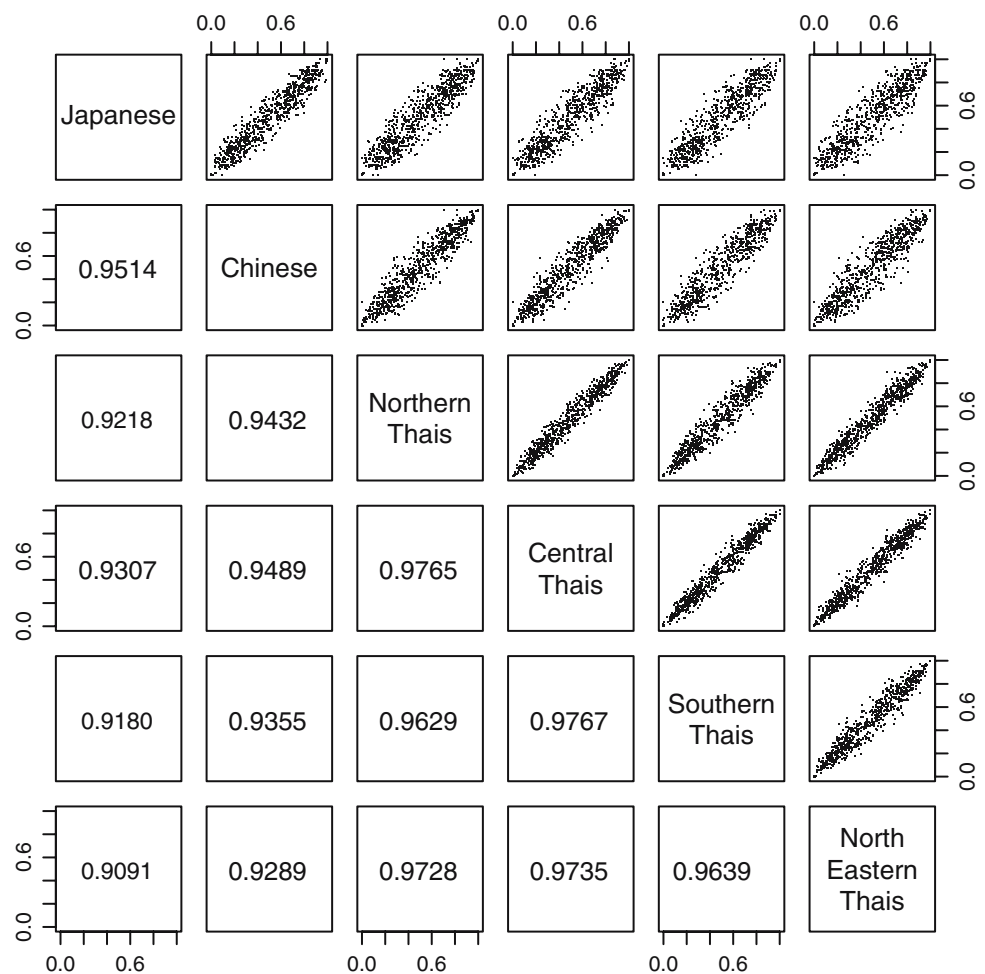 0.0 0.6 0.0 0.6 0.0 0.6
Japanese
0.0 0.6
0.0 0.6
0.9514 Chinese
0.9218 0.9432 Northern
Thais
0.0 0.6
0.0 0.6
0.9307 0.9489 0.9765 Central
Thais
0.9180 0.9355 0.9629 0.9767 Southern
Thais
0.0 0.6
0.0 0.6
0.9091 0.9289 0.9728 0.9735 0.9639 North
Eastern
Thais
0.0 0.6 0.0 0.6 0.0 0.6